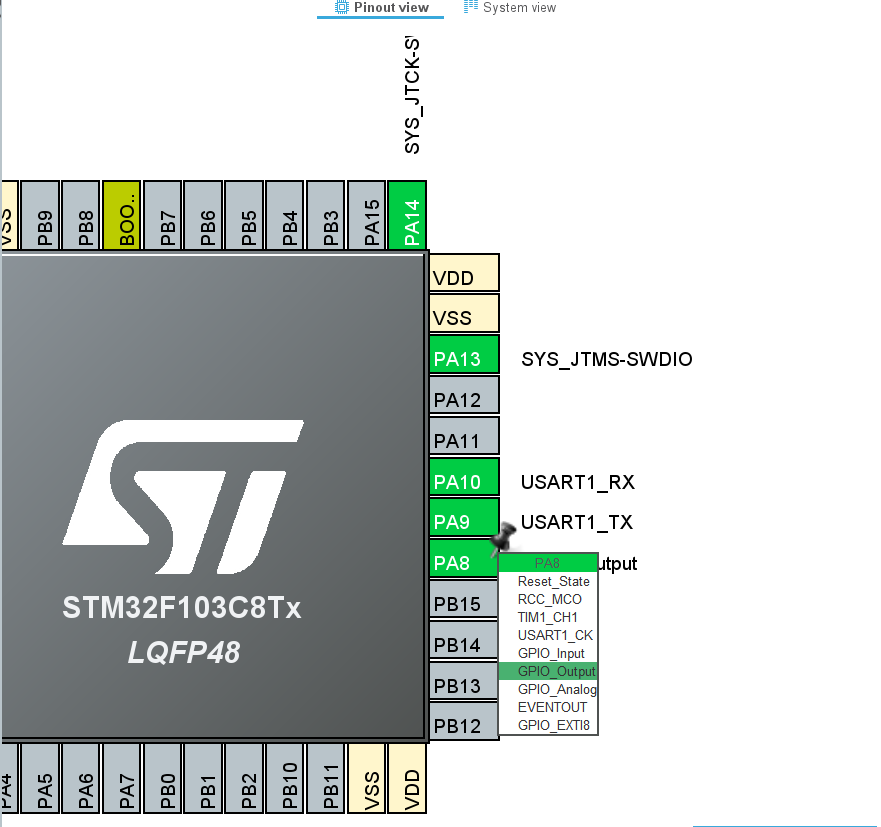 Pinout view
System view
SYS_JTCK-S
VSS
PB9
PB8
BOO..
PB7
PB6
PB5
PB4
PB3
PA15
PA14
VDD
VSS
PA13 SYS_JTMS-SWDIO
PA12
PA11
PA10 USART1_RX
PA9 USART1_TX
PA8 utput
PA8
Reset_State
RCC_MCO
TIM1_CH1
USART1_CK
GPIO_Input
GPIO_Output
GPIO_Analog
EVENTOUT
GPIO_EXTI8
PB15
PB14
PB13
PB12
ST
STM32F103C8Tx
LQFP48
PA4
PA5
PA6
PA7
PB0
PB1
PB2
PB10
PB11
VSS
VDD